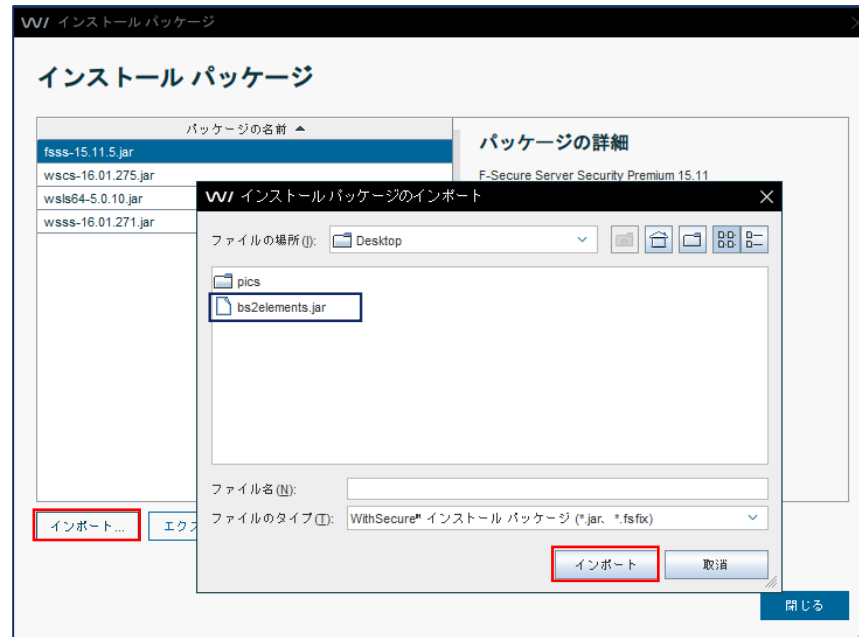 W/ インストール パッケージ
インストール パッケージ
パッケージの名前
fsss-15.11.5.jar
wscs-16.01.275.jar
wsls64-5.0.10.jar
wsss-16.01.271.jar
パッケージの詳細
F-Secure Server Security Premium 15.11
W/ インストール パッケージのインポート
ファイルの場所(I):
Desktop
pics
bs2elements.jar
ファイル名(N):
ファイルのタイプ(T):
WithSecure™ インストール パッケージ (*.jar、*.fsfix)
インポート...
エクス
インポート
取消
閉じる